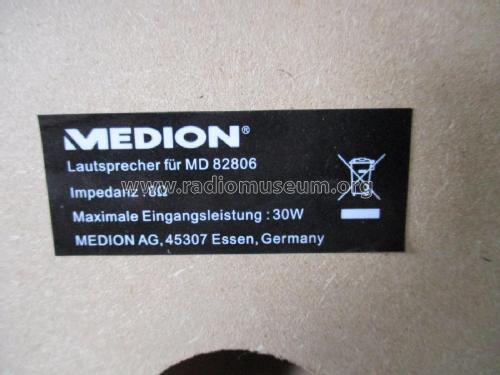 MEDION®
Lautsprecher für MD 82806
Impedanz : 8Ω
www.radiomuseum.org
Maximale Eingangsleistung : 30W
MEDION AG, 45307 Essen, Germany